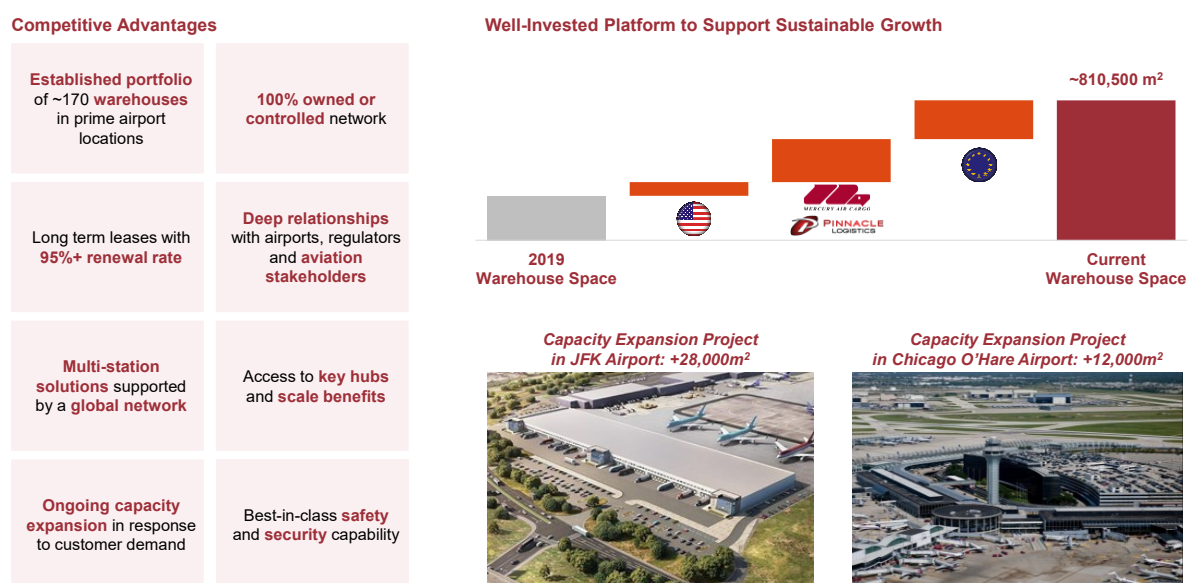 Competitive Advantages
Established portfolio
of ~170 warehouses
in prime airport
locations
100% owned or
controlled network
Long term leases with
95%+ renewal rate
Deep relationships
with airports, regulators
and aviation
stakeholders
Multi-station
solutions supported
by a global network
Access to key hubs
and scale benefits
Ongoing capacity
expansion in response
to customer demand
Best-in-class safety
and security capability
Well-Invested Platform to Support Sustainable Growth
~810,500 m²
MERCURY AIR CARGO
PINNACLE
LOGISTICS
2019
Warehouse Space
Current
Warehouse Space
Capacity Expansion Project
in JFK Airport: +28,000m²
Capacity Expansion Project
in Chicago O'Hare Airport: +12,000m²